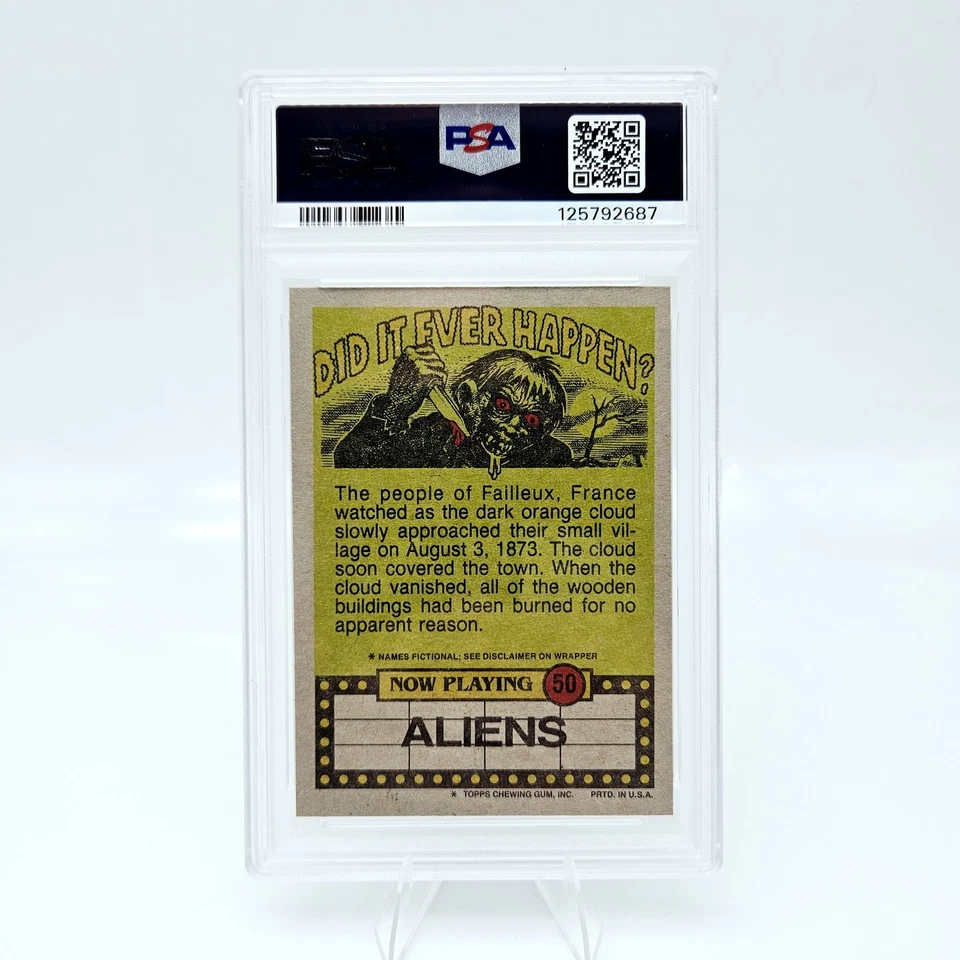 PSA
125792687
DID IT EVER HAPPEN?
The people of Failleux, France
watched as the dark orange cloud
slowly approached their small vil-
lage on August 3, 1873. The cloud
soon covered the town. When the
cloud vanished, all of the wooden
buildings had been burned for no
apparent reason.
* NAMES FICTIONAL; SEE DISCLAIMER ON WRAPPER
NOW PLAYING 50
ALIENS
* TOPPS CHEWING GUM, INC. PRTD. IN U.S.A.